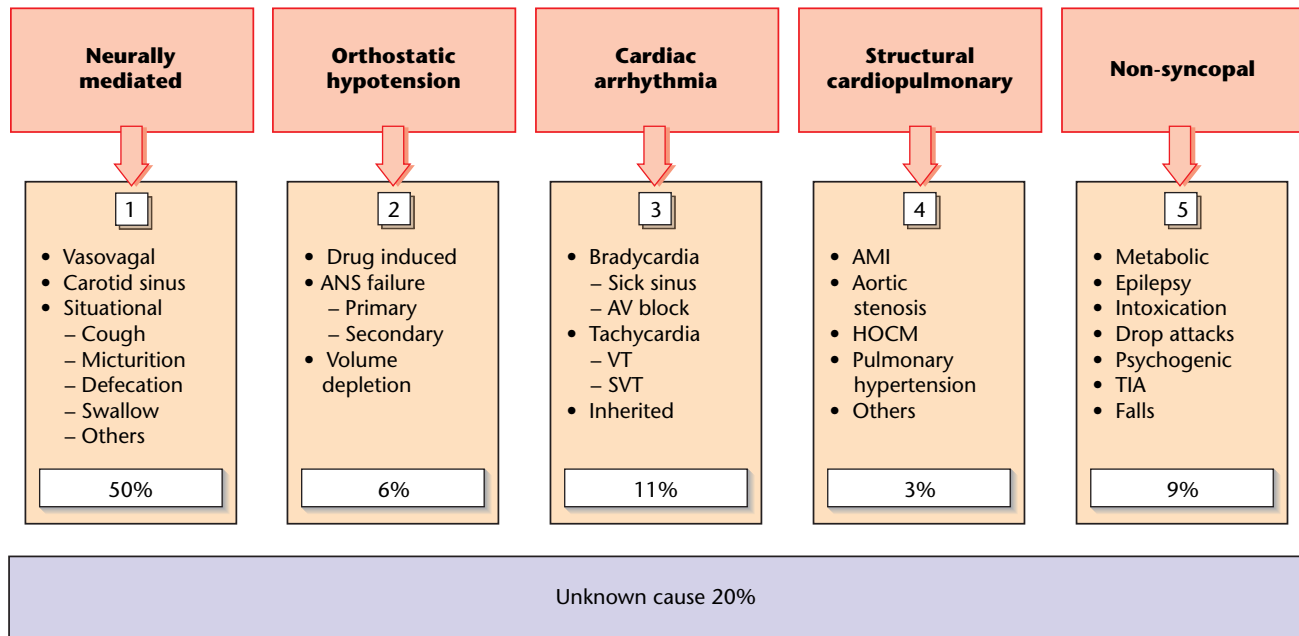 Neurally
mediated
Orthostatic
hypotension
Cardiac
arrhythmia
Structural
cardiopulmonary
Non-syncopal
1
• Vasovagal
• Carotid sinus
• Situational
– Cough
– Micturition
– Defecation
– Swallow
– Others
50%
2
• Drug induced
• ANS failure
– Primary
– Secondary
• Volume
depletion
6%
3
• Bradycardia
– Sick sinus
– AV block
• Tachycardia
– VT
– SVT
• Inherited
11%
4
• AMI
• Aortic
stenosis
• HOCM
• Pulmonary
hypertension
• Others
3%
5
• Metabolic
• Epilepsy
• Intoxication
• Drop attacks
• Psychogenic
• TIA
• Falls
9%
Unknown cause 20%